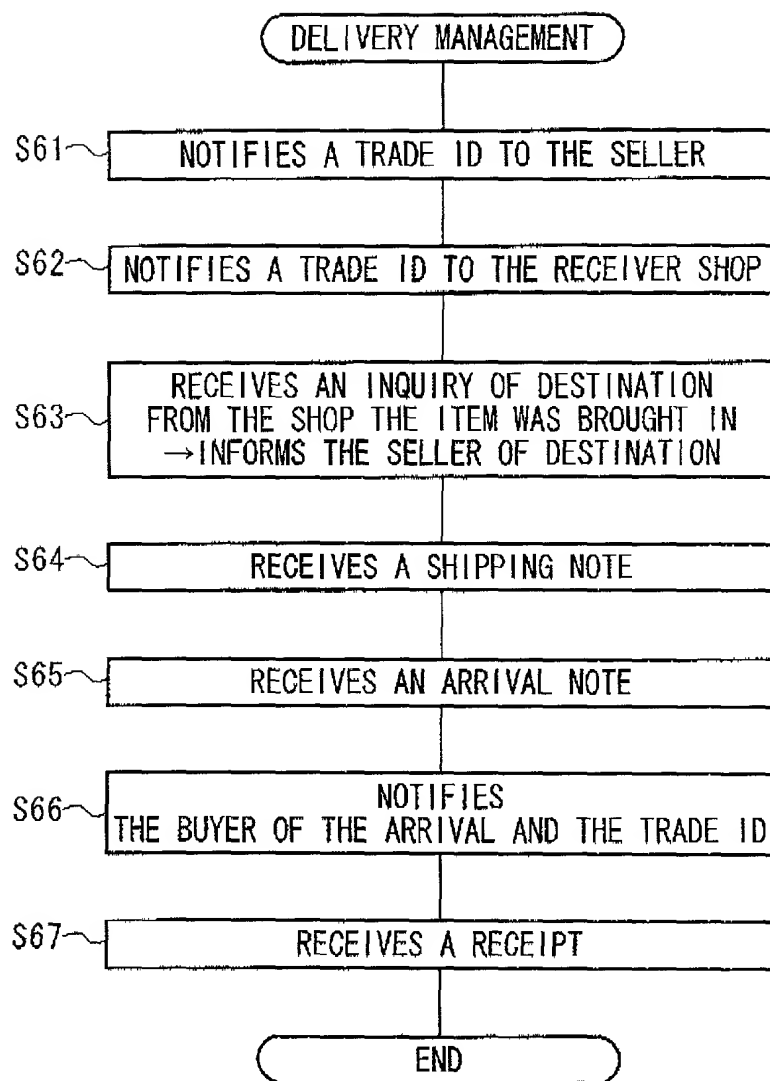 DELIVERY MANAGEMENT
S61
NOTIFIES A TRADE ID TO THE SELLER
S62
NOTIFIES A TRADE ID TO THE RECEIVER SHOP
S63
RECEIVES AN INQUIRY OF DESTINATION
FROM THE SHOP THE ITEM WAS BROUGHT IN
→INFORMS THE SELLER OF DESTINATION
S64
RECEIVES A SHIPPING NOTE
S65
RECEIVES AN ARRIVAL NOTE
S66
NOTIFIES
THE BUYER OF THE ARRIVAL AND THE TRADE ID
S67
RECEIVES A RECEIPT
END